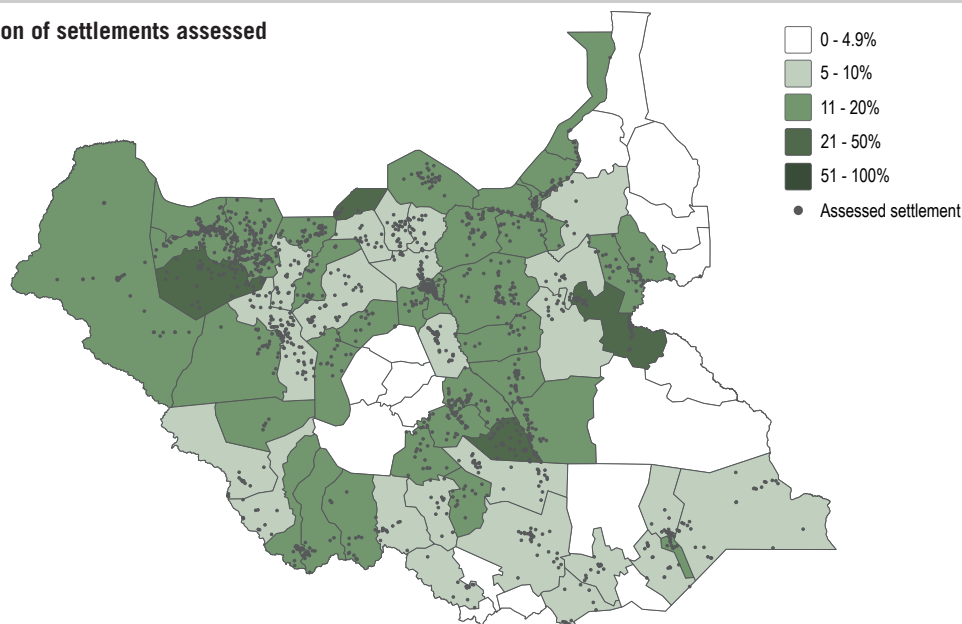 on of settlements assessed
0 - 4.9%
5 - 10%
11 - 20%
21 - 50%
51 - 100%
Assessed settlement